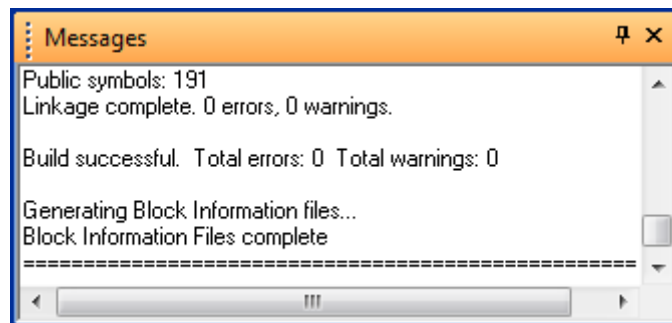 Messages
Public symbols: 191
Linkage complete. 0 errors, 0 warnings.
Build successful.  Total errors: 0  Total warnings: 0
Generating Block Information files...
Block Information Files complete
===================================================